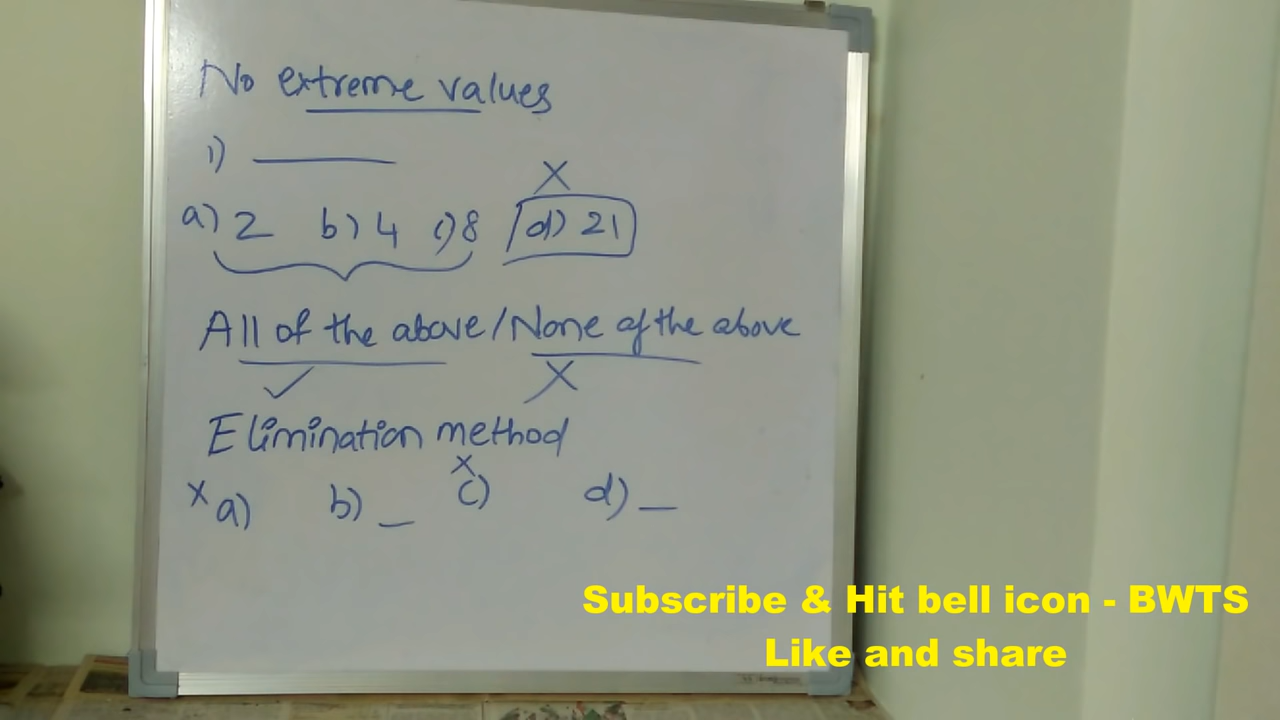 No extreme values
1)
X
a) 2 b) 4 c) 8 d) 21
All of the above / None of the above
✓ X
Elimination method
X a) b) _ X c) d) _
Subscribe & Hit bell icon - BWTS
Like and share